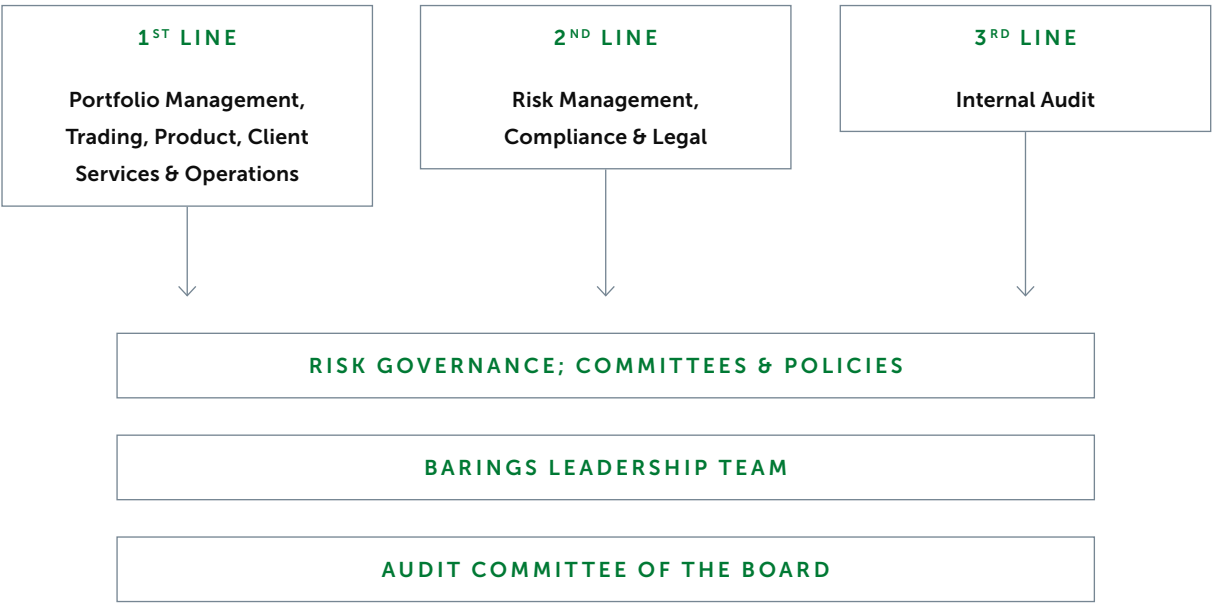 1ST LINE
Portfolio Management,
Trading, Product, Client
Services & Operations
2ND LINE
Risk Management,
Compliance & Legal
3RD LINE
Internal Audit
RISK GOVERNANCE; COMMITTEES & POLICIES
BARINGS LEADERSHIP TEAM
AUDIT COMMITTEE OF THE BOARD